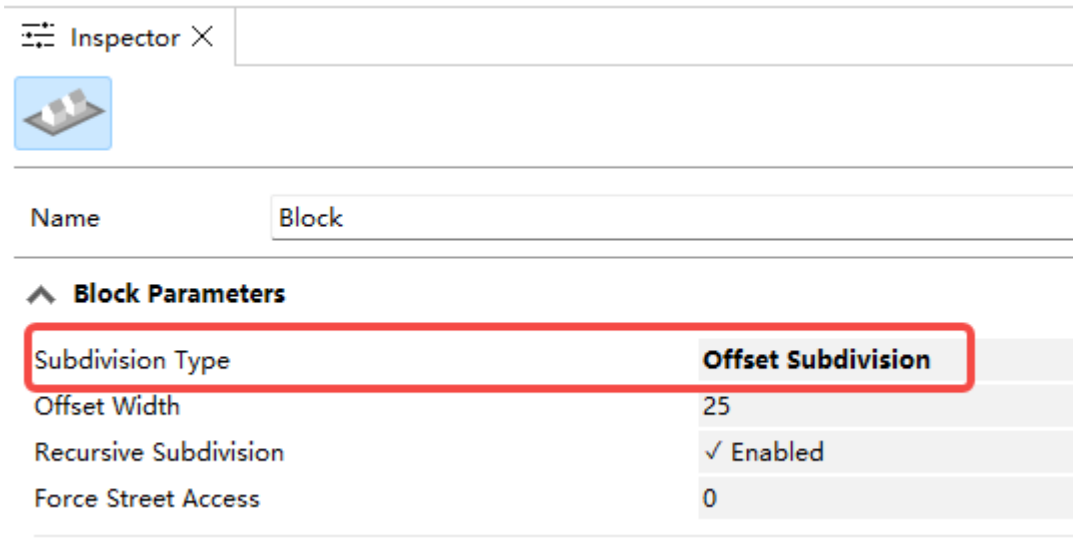 Inspector
Name Block
Block Parameters
Subdivision Type Offset Subdivision
Offset Width 25
Recursive Subdivision ✓ Enabled
Force Street Access 0